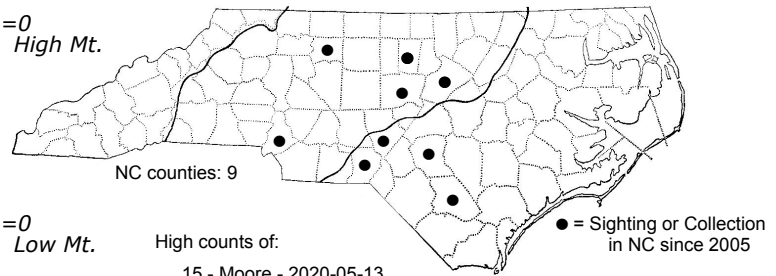 =0
High Mt.
NC counties: 9
=0
Low Mt.
High counts of:
● = Sighting or Collection
in NC since 2005
15 - Moore - 2020-05-13